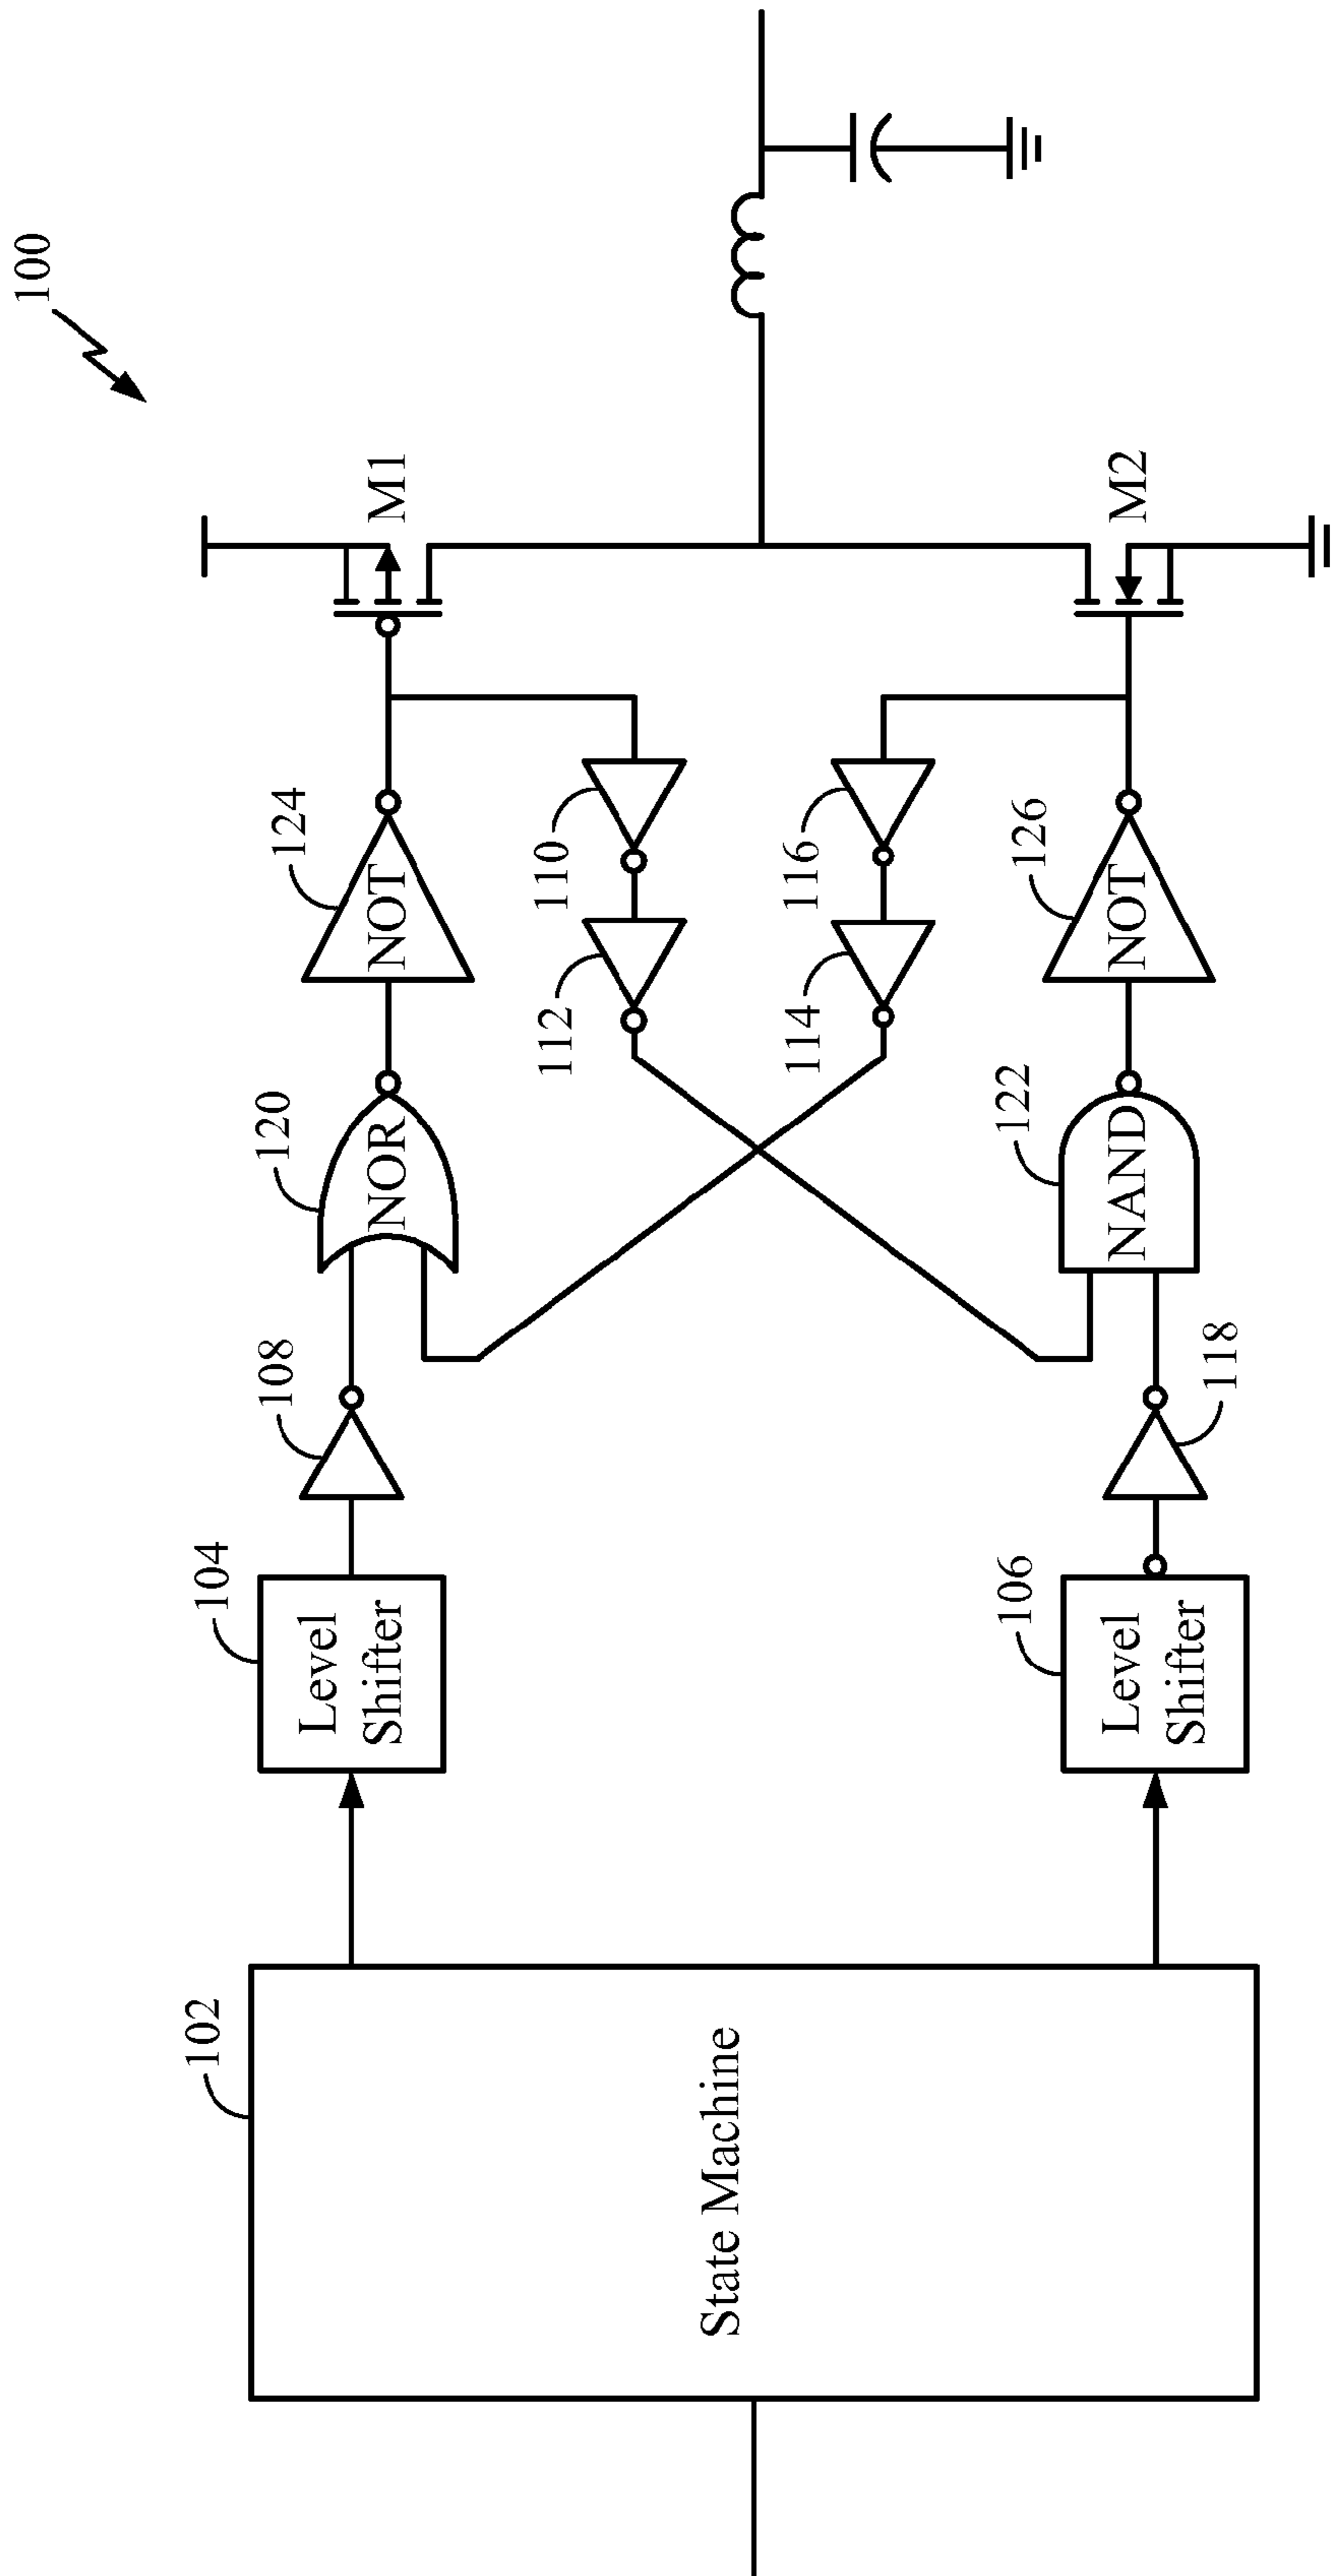 100
102
State Machine
104
Level
Shifter
106
Level
Shifter
108
118
120
NOR
122
NAND
124
NOT
126
NOT
110
112
116
114
M1
M2